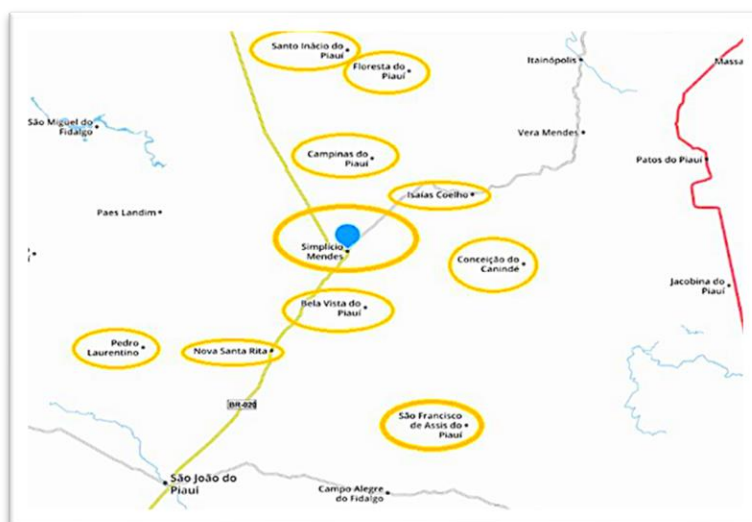 Santo Inácio do
Piauí
Floresta do
Piauí
Itainópolis
Massa
São Miguel do
Fidalgo
Vera Mendes
Campinas do
Piauí
Patos do Piauí
Isaías Coelho
Paes Landim
Simplício
Mendes
Conceição do
Canindé
Jacobina do
Piauí
Bela Vista do
Piauí
Pedro
Laurentino
Nova Santa Rita
BR-020
São Francisco
de Assis do
Piauí
São João do
Piauí
Campo Alegre
do Fidalgo